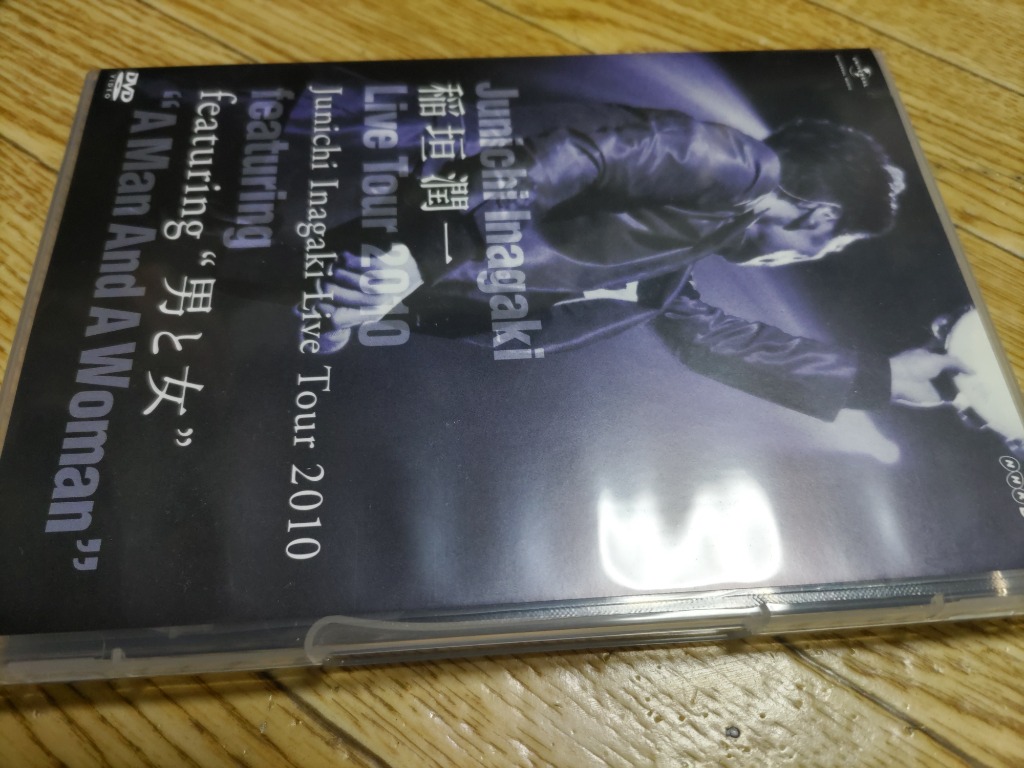 Junichi Inagaki
稲垣潤一
Live Tour 2010
Junichi Inagaki Live Tour 2010
featuring
featuring “男と女”
“A Man And A Woman”
DVD
VIDEO